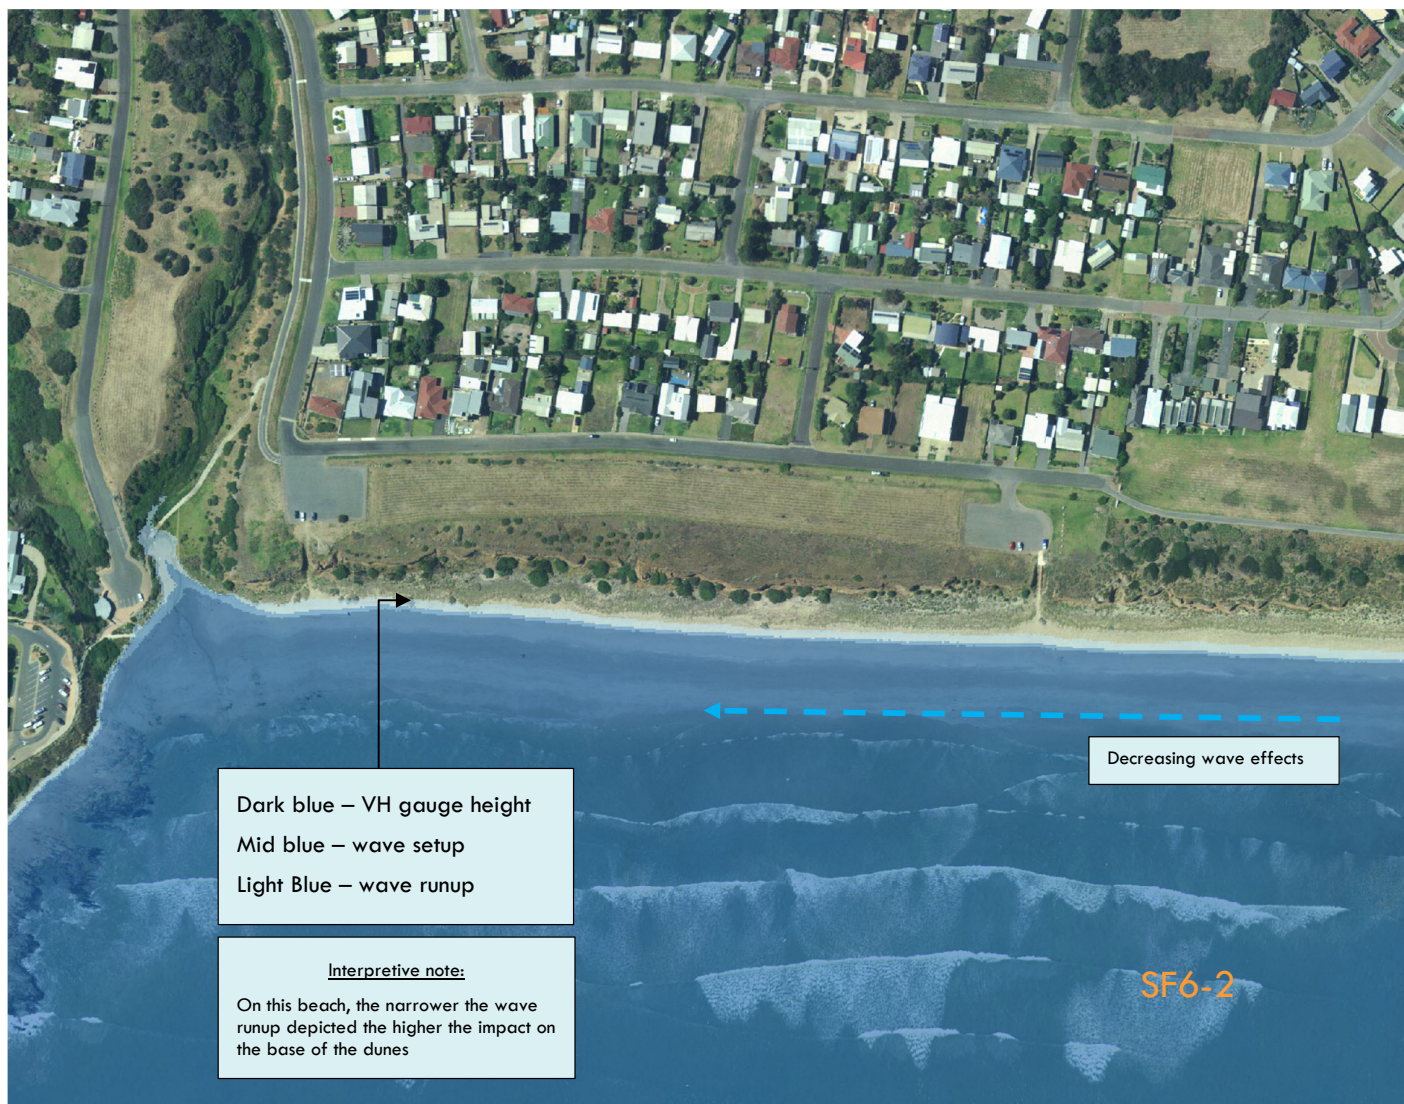 Decreasing wave effects
Dark blue – VH gauge height
Mid blue – wave setup
Light Blue – wave runup
Interpretive note:
On this beach, the narrower the wave
runup depicted the higher the impact on
the base of the dunes
SF6-2